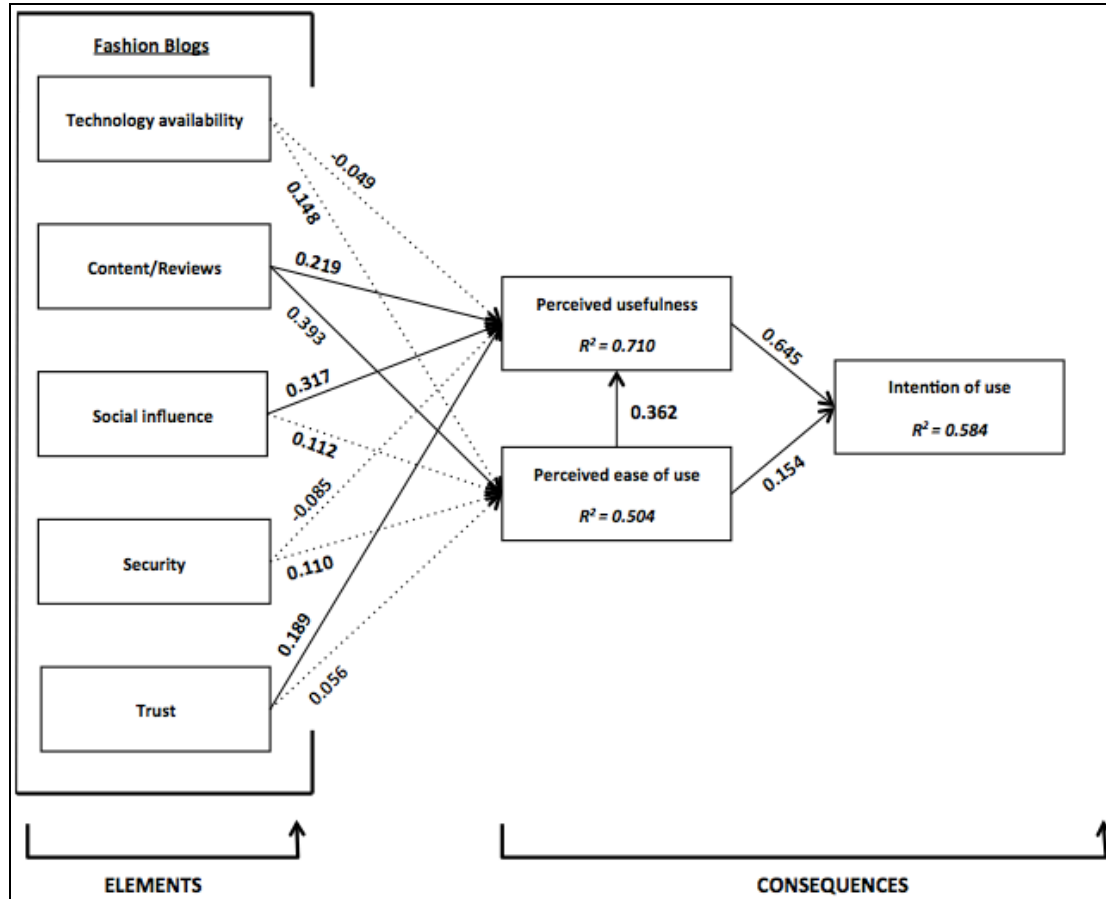 Fashion Blogs
Technology availability
-0.049
0.148
Content/Reviews
0.219
0.393
Social influence
0.317
0.112
Security
-0.085
0.110
Trust
0.189
0.056
Perceived usefulness
R² = 0.710
0.362
Perceived ease of use
R² = 0.504
0.645
0.154
Intention of use
R² = 0.584
ELEMENTS
CONSEQUENCES